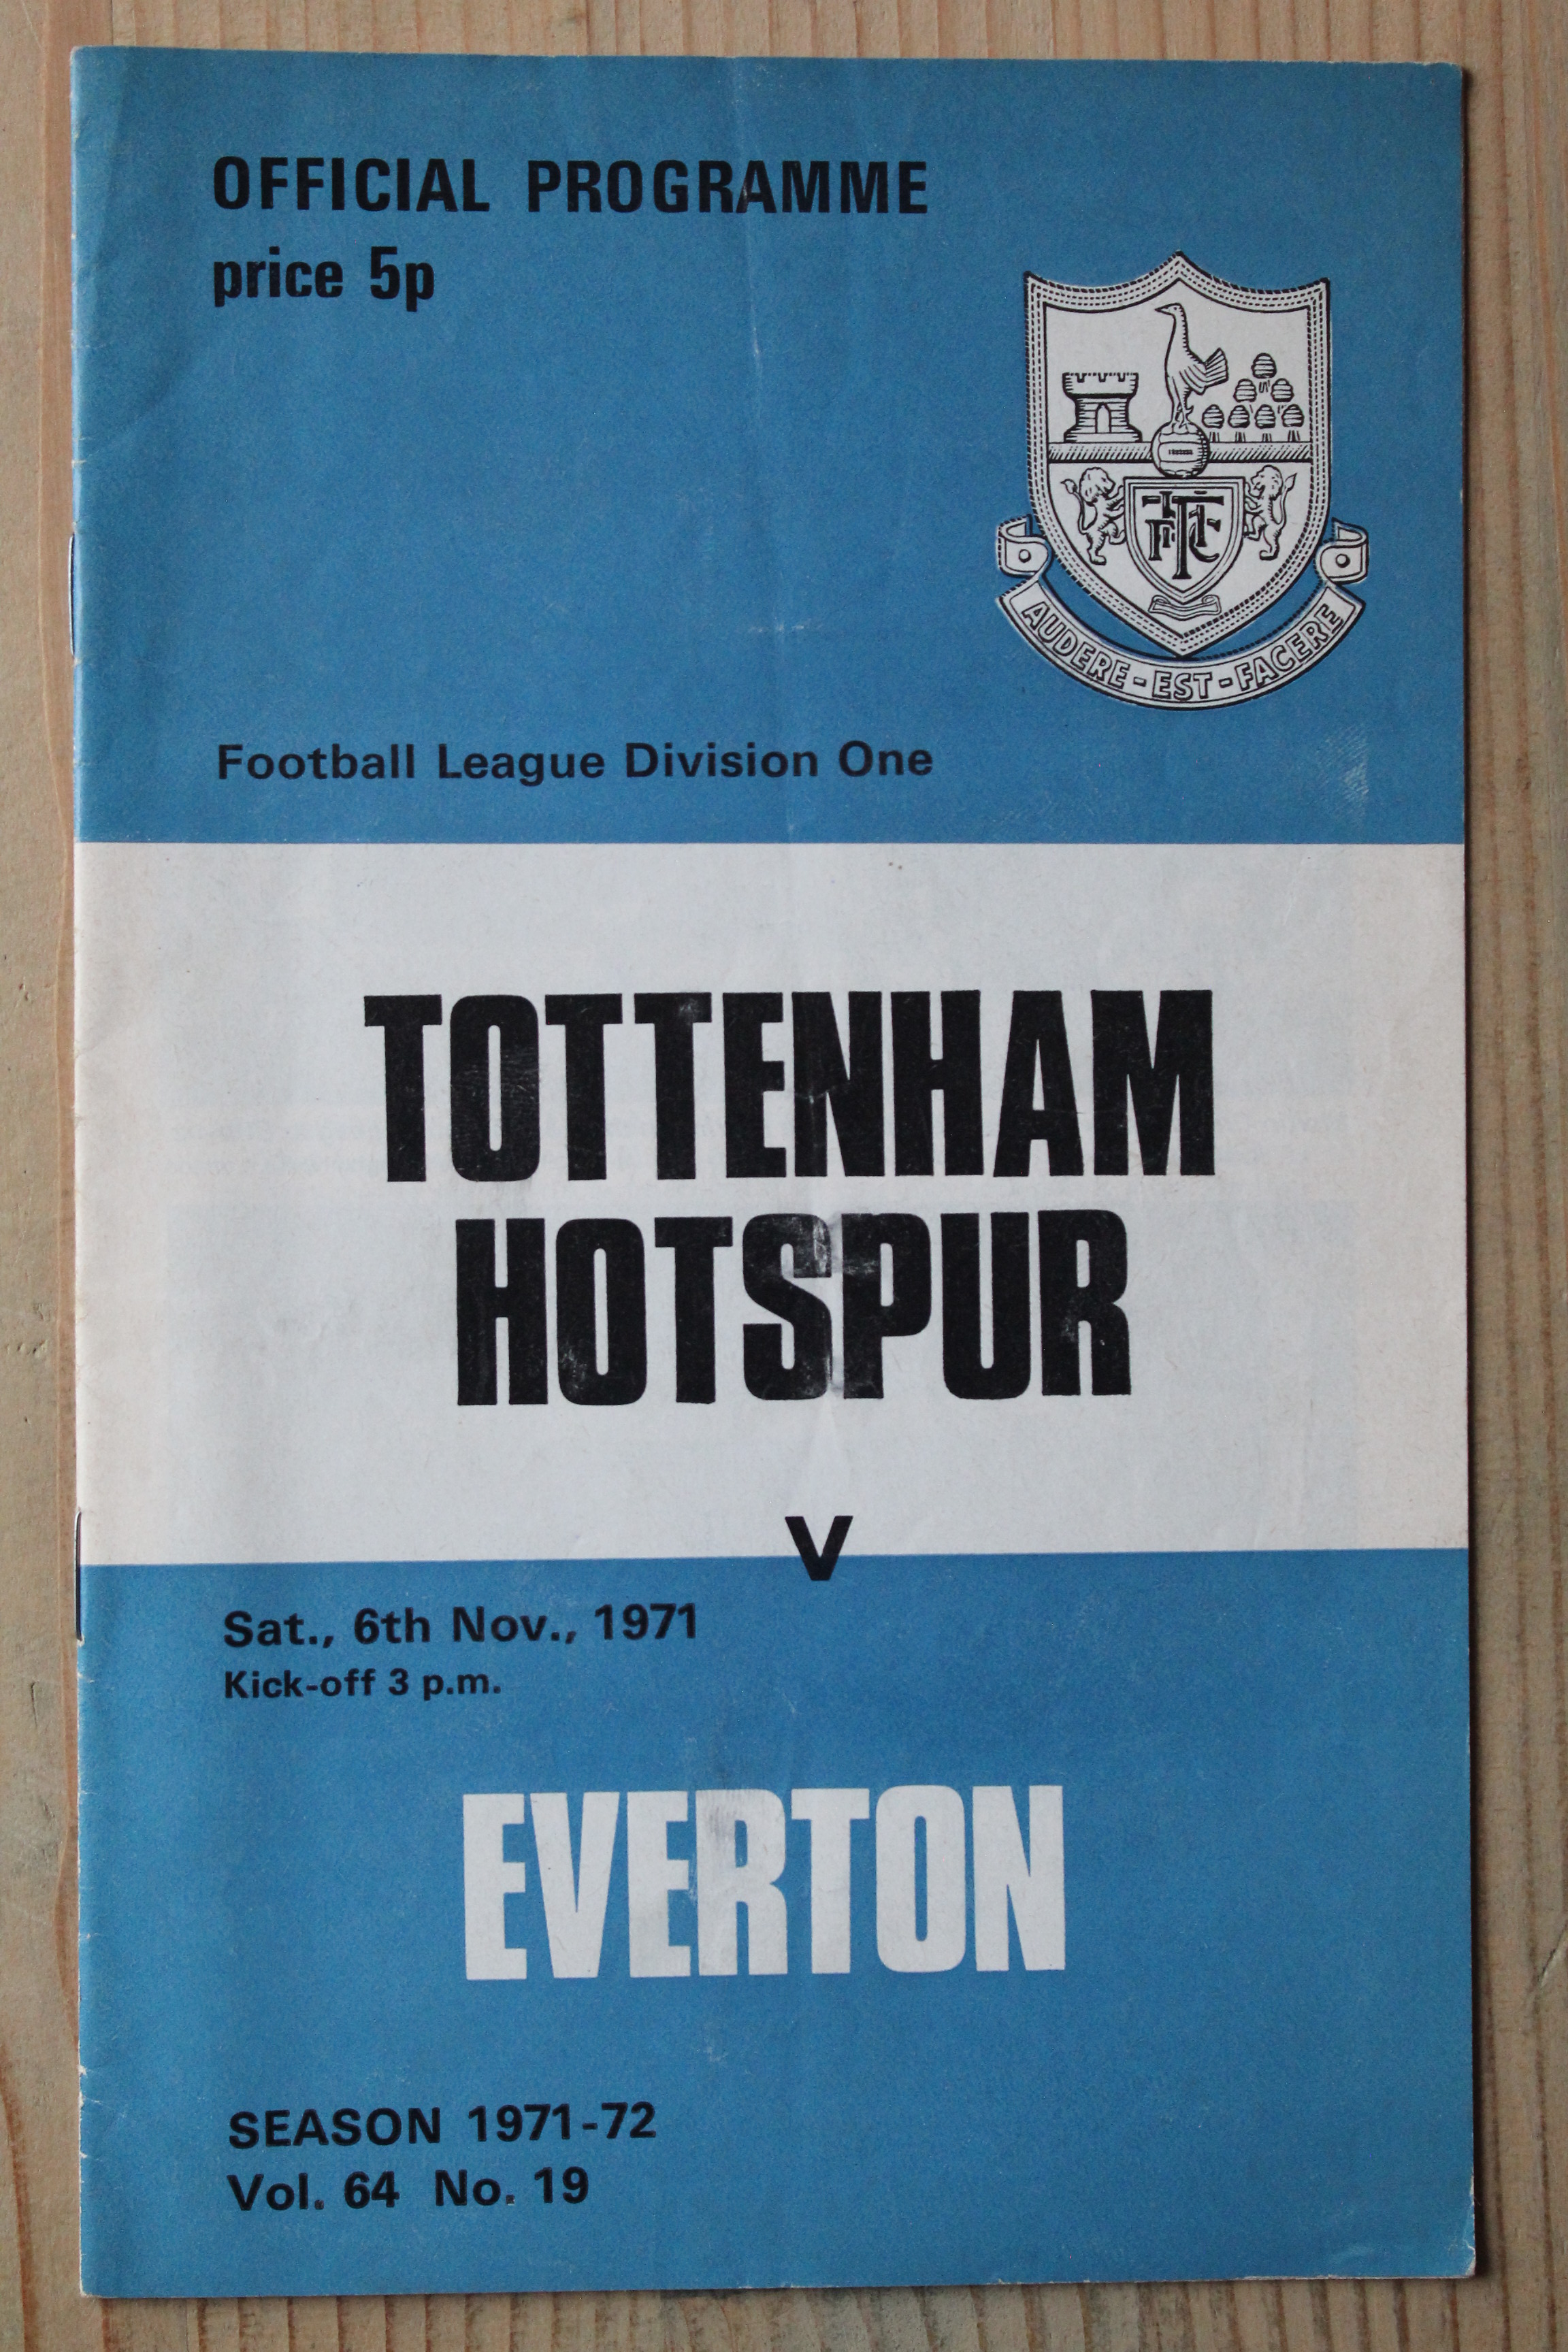 OFFICIAL PROGRAMME
price 5p
AUDERE - EST - FACERE
Football League Division One
TOTTENHAM
HOTSPUR
v
Sat., 6th Nov., 1971
Kick-off 3 p.m.
EVERTON
SEASON 1971-72
Vol. 64 No. 19